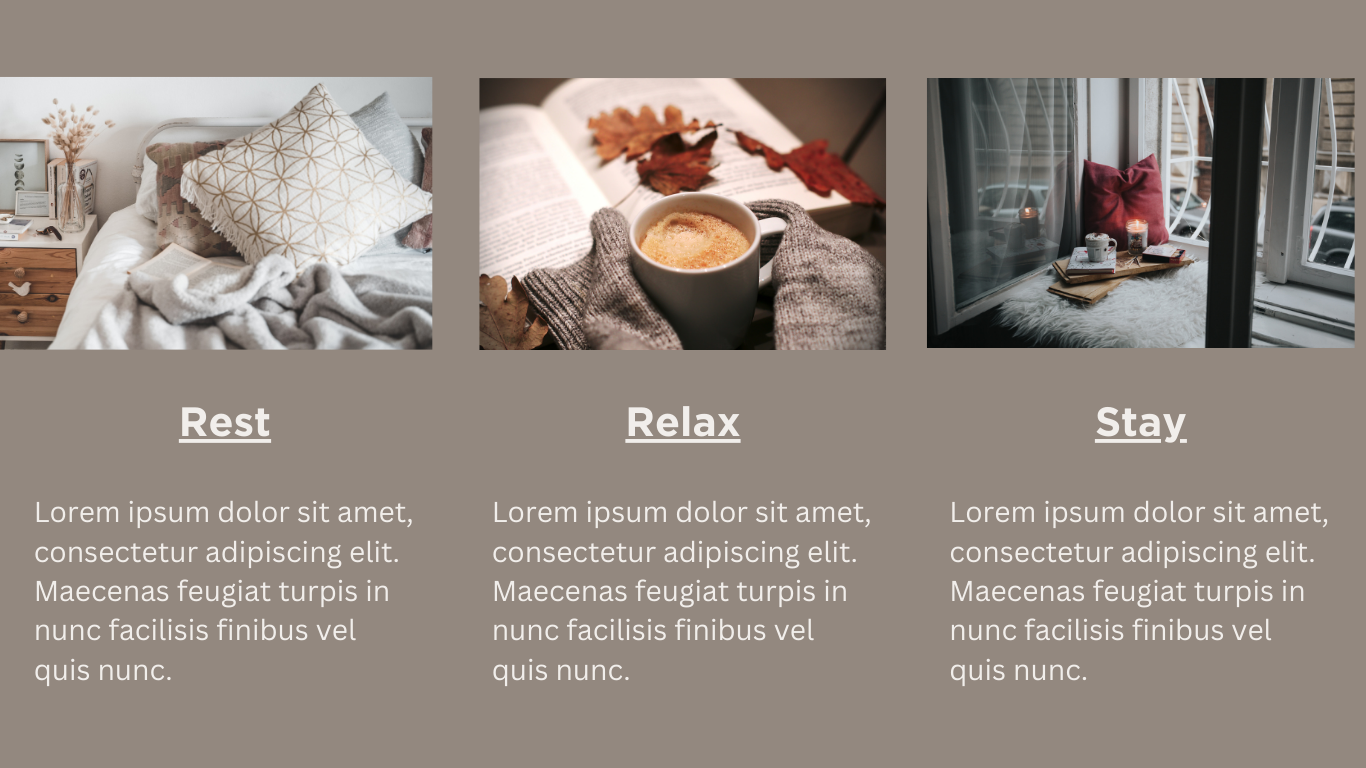 Rest
Lorem ipsum dolor sit amet,
consectetur adipiscing elit.
Maecenas feugiat turpis in
nunc facilisis finibus vel
quis nunc.
Relax
Lorem ipsum dolor sit amet,
consectetur adipiscing elit.
Maecenas feugiat turpis in
nunc facilisis finibus vel
quis nunc.
Stay
Lorem ipsum dolor sit amet,
consectetur adipiscing elit.
Maecenas feugiat turpis in
nunc facilisis finibus vel
quis nunc.